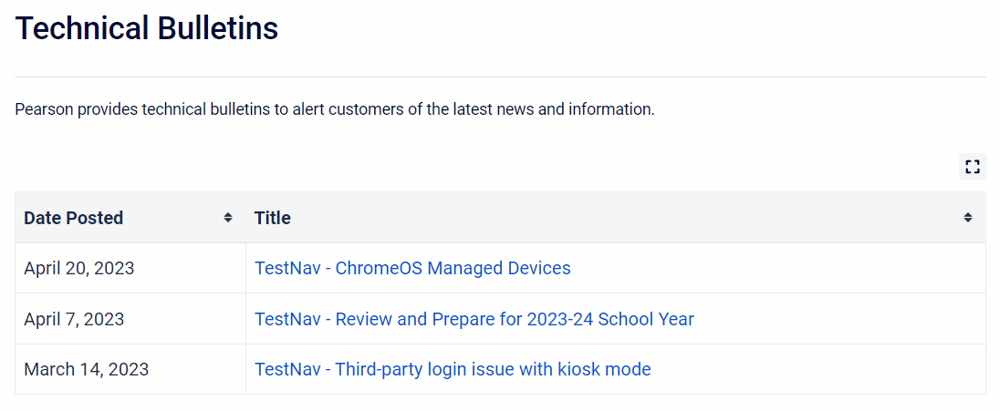 Technical Bulletins
Pearson provides technical bulletins to alert customers of the latest news and information.
Date Posted Title
April 20, 2023 TestNav - ChromeOS Managed Devices
April 7, 2023 TestNav - Review and Prepare for 2023-24 School Year
March 14, 2023 TestNav - Third-party login issue with kiosk mode